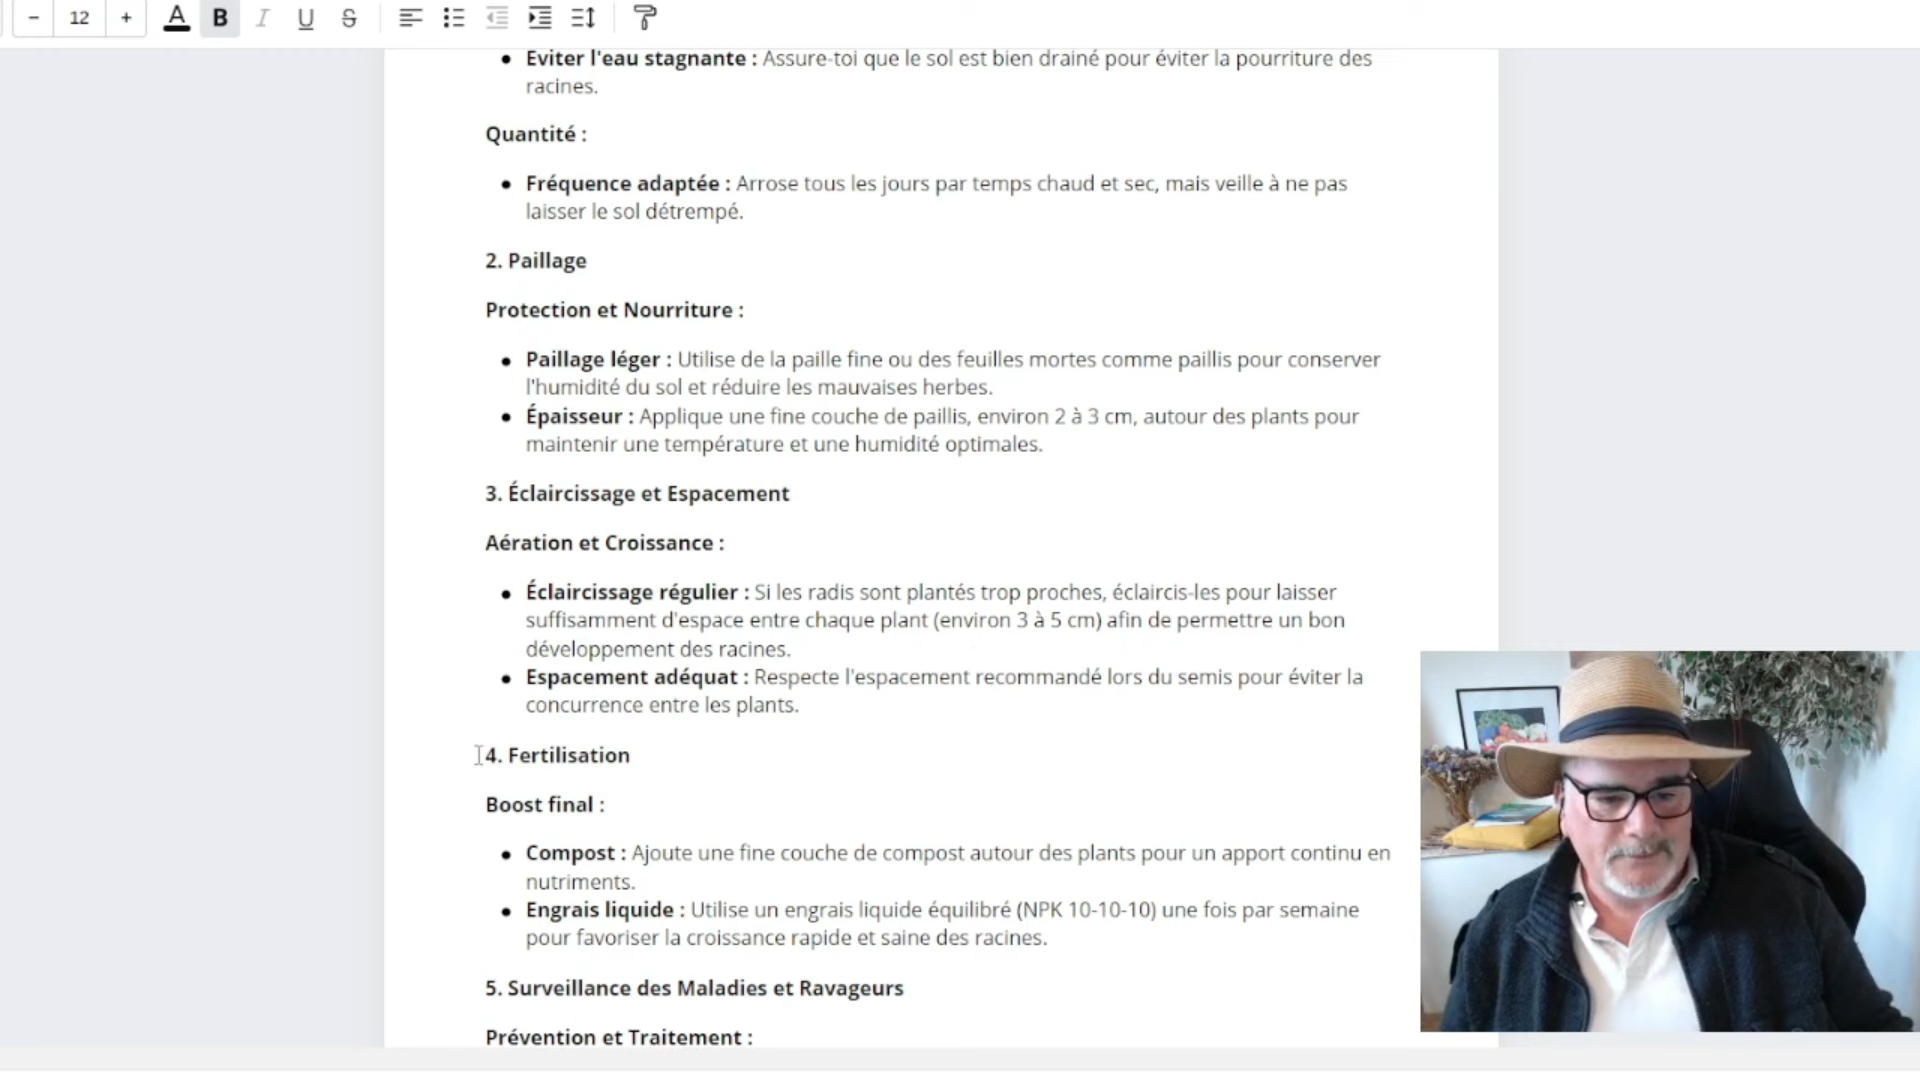 − 12 + A B I U S
• Eviter l'eau stagnante : Assure-toi que le sol est bien drainé pour éviter la pourriture des
racines.
Quantité :
• Fréquence adaptée : Arrose tous les jours par temps chaud et sec, mais veille à ne pas
laisser le sol détrempé.
2. Paillage
Protection et Nourriture :
• Paillage léger : Utilise de la paille fine ou des feuilles mortes comme paillis pour conserver
l'humidité du sol et réduire les mauvaises herbes.
• Épaisseur : Applique une fine couche de paillis, environ 2 à 3 cm, autour des plants pour
maintenir une température et une humidité optimales.
3. Éclaircissage et Espacement
Aération et Croissance :
• Éclaircissage régulier : Si les radis sont plantés trop proches, éclaircis-les pour laisser
suffisamment d'espace entre chaque plant (environ 3 à 5 cm) afin de permettre un bon
développement des racines.
• Espacement adéquat : Respecte l'espacement recommandé lors du semis pour éviter la
concurrence entre les plants.
4. Fertilisation
Boost final :
• Compost : Ajoute une fine couche de compost autour des plants pour un apport continu en
nutriments.
• Engrais liquide : Utilise un engrais liquide équilibré (NPK 10-10-10) une fois par semaine
pour favoriser la croissance rapide et saine des racines.
5. Surveillance des Maladies et Ravageurs
Prévention et Traitement :